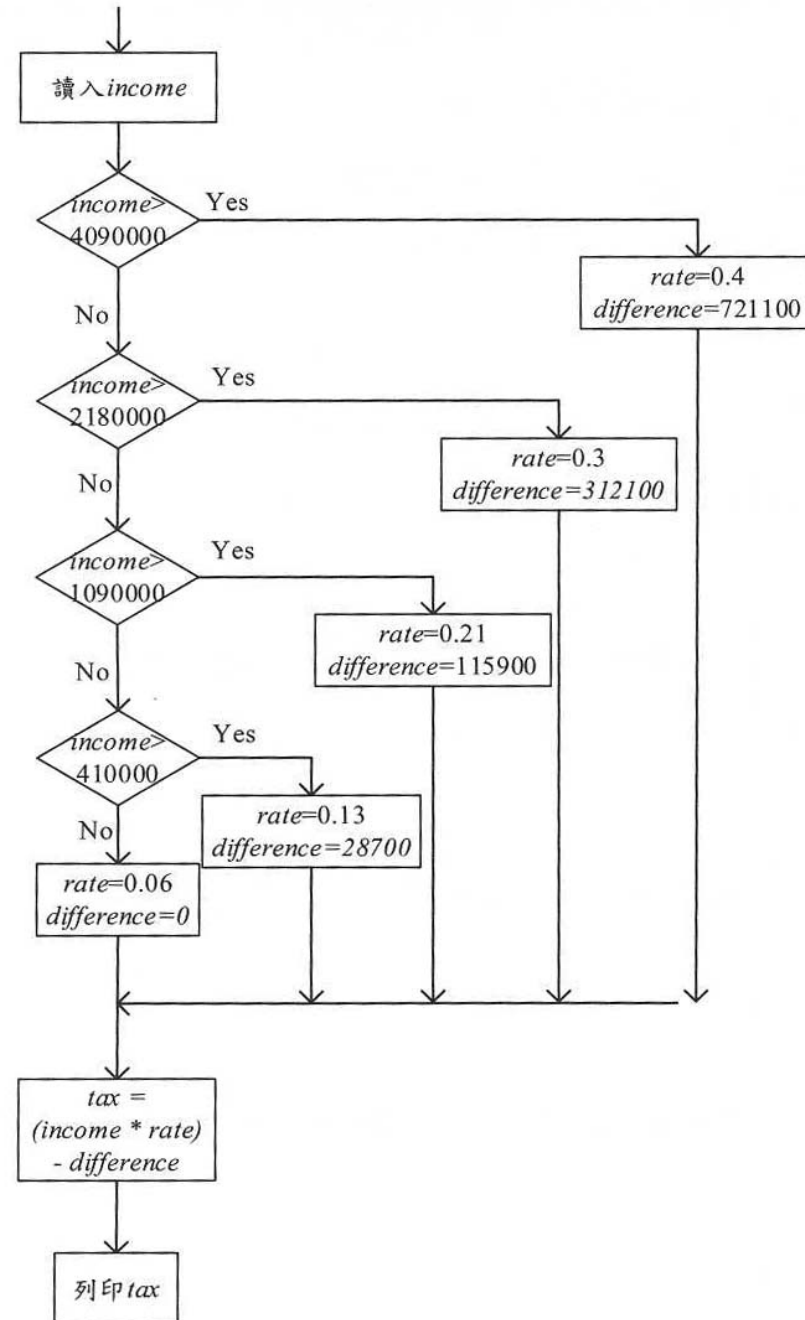 讀入income
income>
4090000
Yes
rate=0.4
difference=721100
No
income>
2180000
Yes
rate=0.3
difference=312100
No
income>
1090000
Yes
rate=0.21
difference=115900
No
income>
410000
Yes
rate=0.13
difference=28700
No
rate=0.06
difference=0
tax =
(income * rate)
- difference
列印tax